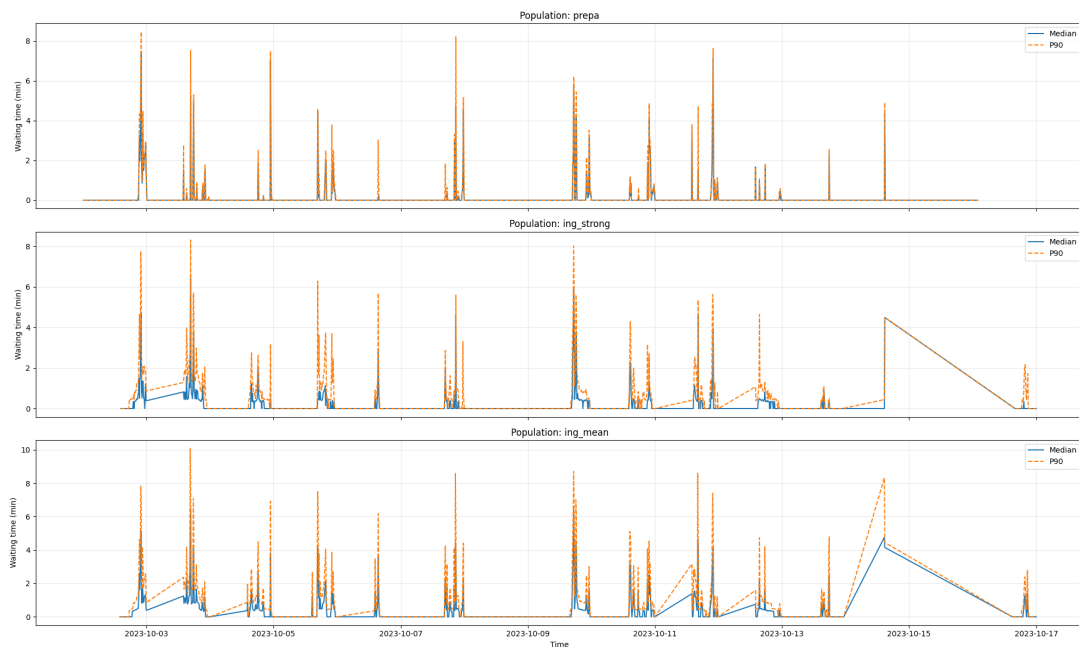 Population: prepa
Waiting time (min)
8
6
4
2
0
Median
P90
Population: ing_strong
Waiting time (min)
8
6
4
2
0
Median
P90
Population: ing_mean
Waiting time (min)
10
8
6
4
2
0
Median
P90
2023-10-03 2023-10-05 2023-10-07 2023-10-09 2023-10-11 2023-10-13 2023-10-15 2023-10-17
Time